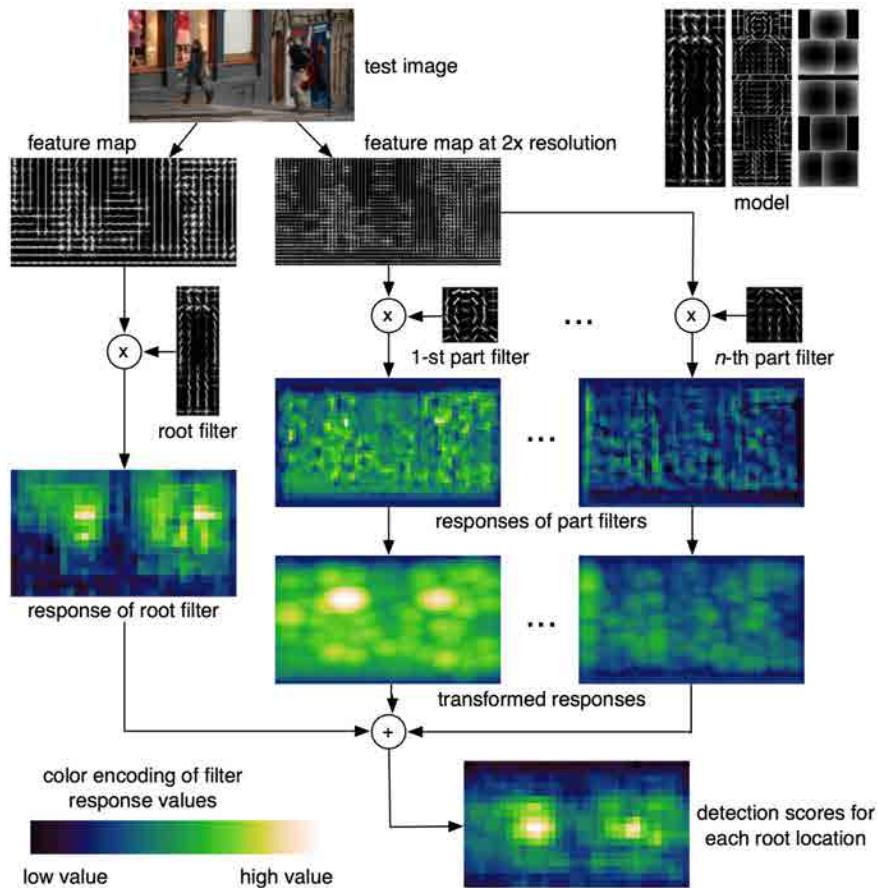 test image
feature map
feature map at 2x resolution
model
x
x
...
x
1-st part filter
n-th part filter
root filter
...
responses of part filters
response of root filter
...
transformed responses
+
color encoding of filter
response values
low value
high value
detection scores for
each root location